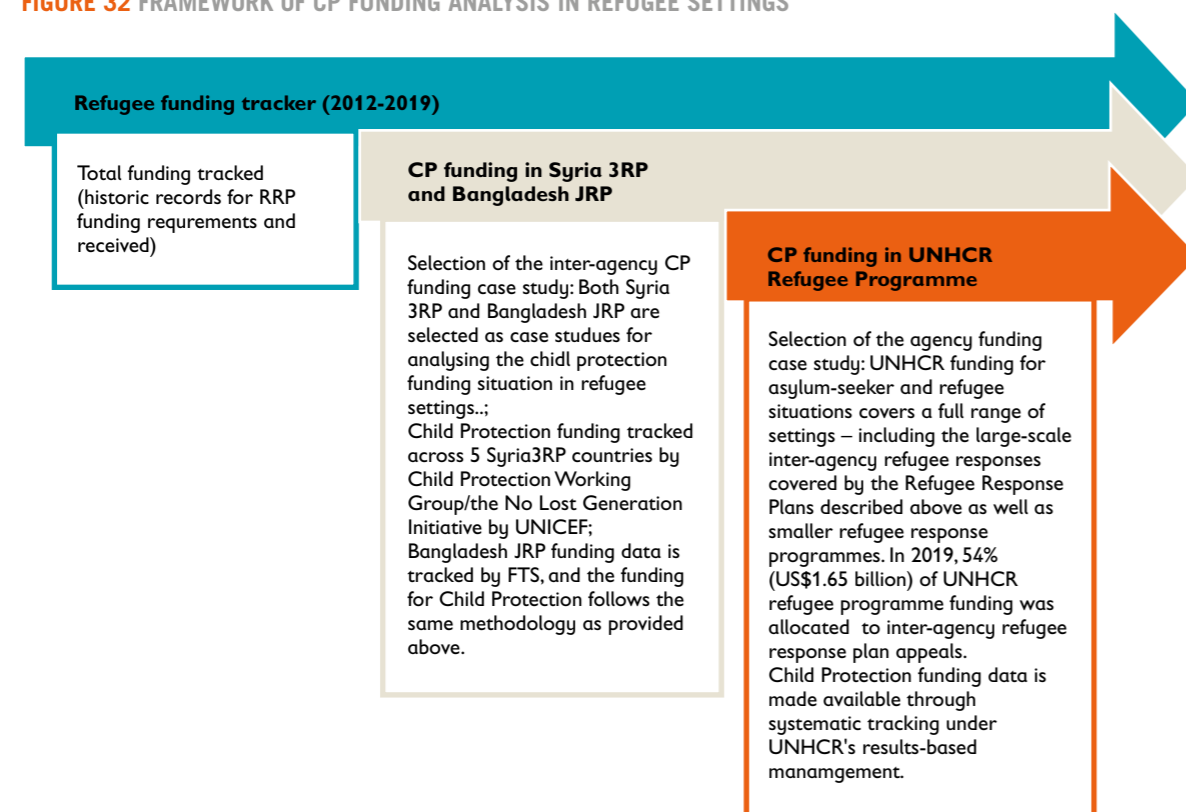 FIGURE 32 FRAMEWORK OF CP FUNDING ANALYSIS IN REFUGEE SETTINGS
Refugee funding tracker (2012-2019)
Total funding tracked
(historic records for RRP
funding requrements and
received)
CP funding in Syria 3RP
and Bangladesh JRP
Selection of the inter-agency CP
funding case study: Both Syria
3RP and Bangladesh JRP are
selected as case studues for
analysing the chidl protection
funding situation in refugee
settings..;
Child Protection funding tracked
across 5 Syria3RP countries by
Child Protection Working
Group/the No Lost Generation
Initiative by UNICEF;
Bangladesh JRP funding data is
tracked by FTS, and the funding
for Child Protection follows the
same methodology as provided
above.
CP funding in UNHCR
Refugee Programme
Selection of the agency funding
case study: UNHCR funding for
asylum-seeker and refugee
situations covers a full range of
settings – including the large-scale
inter-agency refugee responses
covered by the Refugee Response
Plans described above as well as
smaller refugee response
programmes. In 2019, 54%
(US$1.65 billion) of UNHCR
refugee programme funding was
allocated to inter-agency refugee
response plan appeals.
Child Protection funding data is
made available through
systematic tracking under
UNHCR's results-based
manamgement.